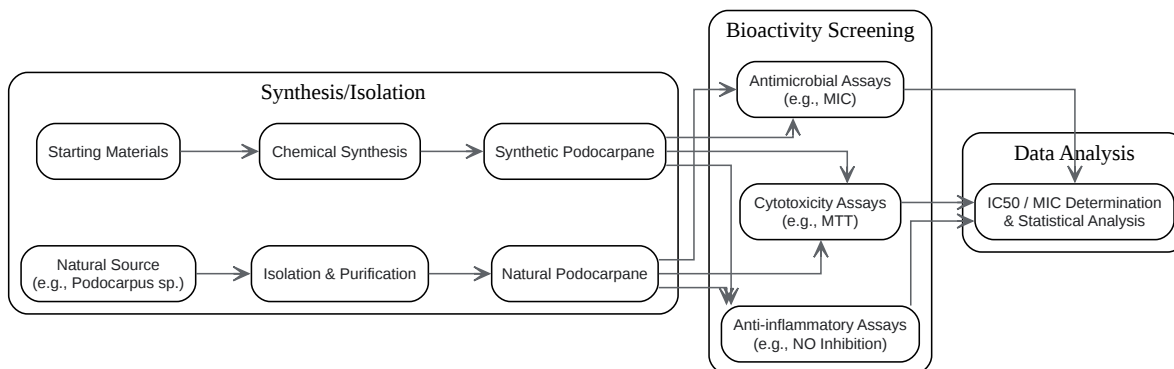 Synthesis/Isolation
Starting Materials
Chemical Synthesis
Synthetic Podocarpane
Natural Source
(e.g., Podocarpus sp.)
Isolation & Purification
Natural Podocarpane
Bioactivity Screening
Antimicrobial Assays
(e.g., MIC)
Cytotoxicity Assays
(e.g., MTT)
Anti-inflammatory Assays
(e.g., NO Inhibition)
Data Analysis
IC50 / MIC Determination
& Statistical Analysis